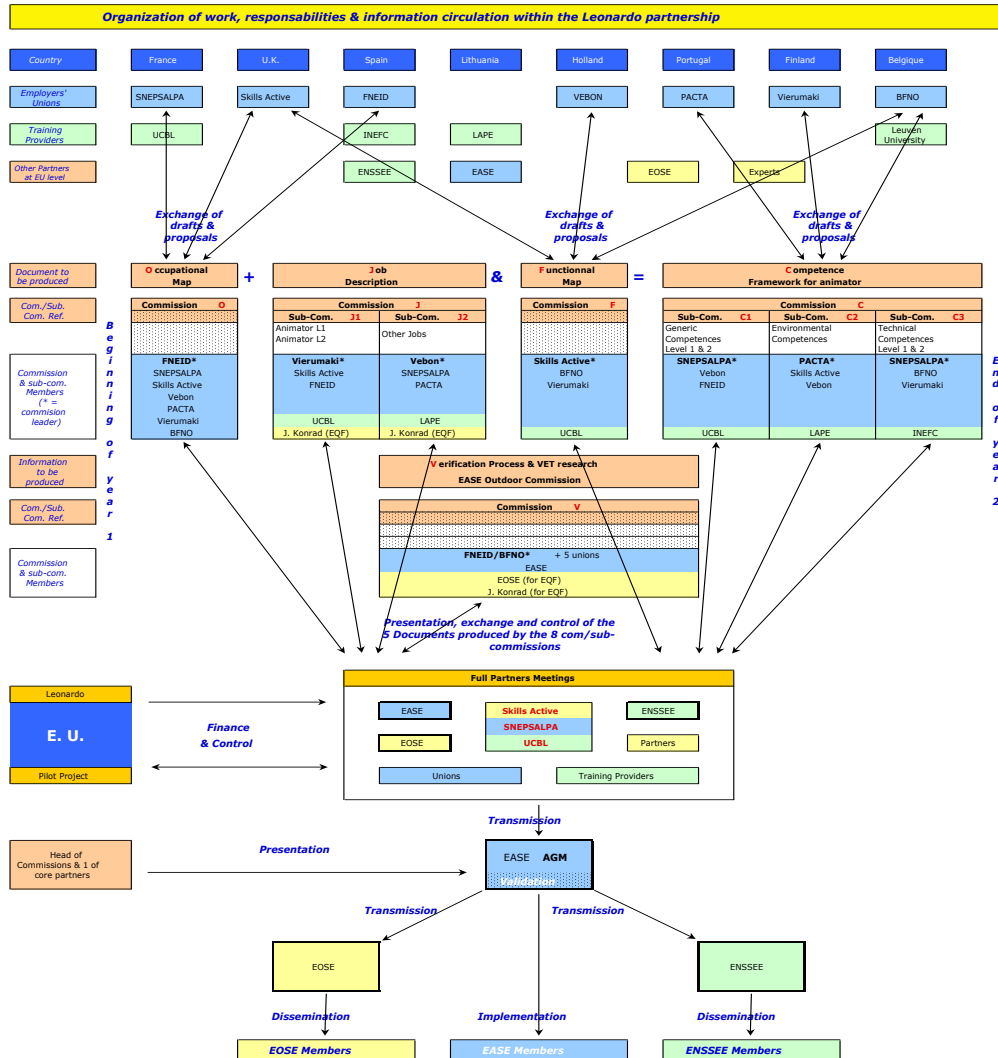 Organization of work, responsabilities & information circulation within the Leonardo partnership
Country France U.K. Spain Lithuania Holland Portugal Finland Belgique
Employers'
Unions
SNEPSALPA Skills Active FNEID VEBON PACTA Vierumaki BFNO
Training
Providers
UCBL INEFC LAPE Leuven
University
Other Partners
at EU level
ENSSEE EASE EOSE Experts
Exchange of
drafts &
proposals
Exchange of
drafts &
proposals
Exchange of
drafts &
proposals
Document to
be produced
O ccupational
Map
+
J ob
Description
&
F unctionnal
Map
=
C ompetence
Framework for animator
Com./Sub.
Com. Ref.
Commission O
Commission J
Sub-Com. J1 Sub-Com. J2
Commission F
Commission C
Sub-Com. C1 Sub-Com. C2 Sub-Com. C3
Animator L1
Animator L2
Other Jobs
Generic
Competences
Level 1 & 2
Environmental
Competences
Technical
Competences
Level 1 & 2
Beginning of year 1
Commission
& sub-com.
Members
(* =
commision
leader)
FNEID*
SNEPSALPA
Skills Active
Vebon
PACTA
Vierumaki
BFNO
Vierumaki*
Skills Active
FNEID
UCBL
J. Konrad (EQF)
Vebon*
SNEPSALPA
PACTA
LAPE
J. Konrad (EQF)
Skills Active*
BFNO
Vierumaki
UCBL
SNEPSALPA*
Vebon
FNEID
UCBL
PACTA*
Skills Active
Vebon
LAPE
SNEPSALPA*
BFNO
Vierumaki
INEFC
End of year 2
Information
to be
produced
V erification Process & VET research
EASE Outdoor Commission
Com./Sub.
Com. Ref.
Commission V
Commission
& sub-com.
Members
FNEID/BFNO* + 5 unions
EASE
EOSE (for EQF)
J. Konrad (for EQF)
Presentation, exchange and control of the
5 Documents produced by the 8 com/sub-
commissions
Full Partners Meetings
Leonardo
E. U.
Pilot Project
Finance
& Control
EASE Skills Active ENSSEE
SNEPSALPA
EOSE UCBL Partners
Unions Training Providers
Transmission
Head of
Commissions & 1 of
core partners
Presentation
EASE AGM
Validation
Transmission Transmission
EOSE ENSSEE
Dissemination Implementation Dissemination
EOSE Members EASE Members ENSSEE Members